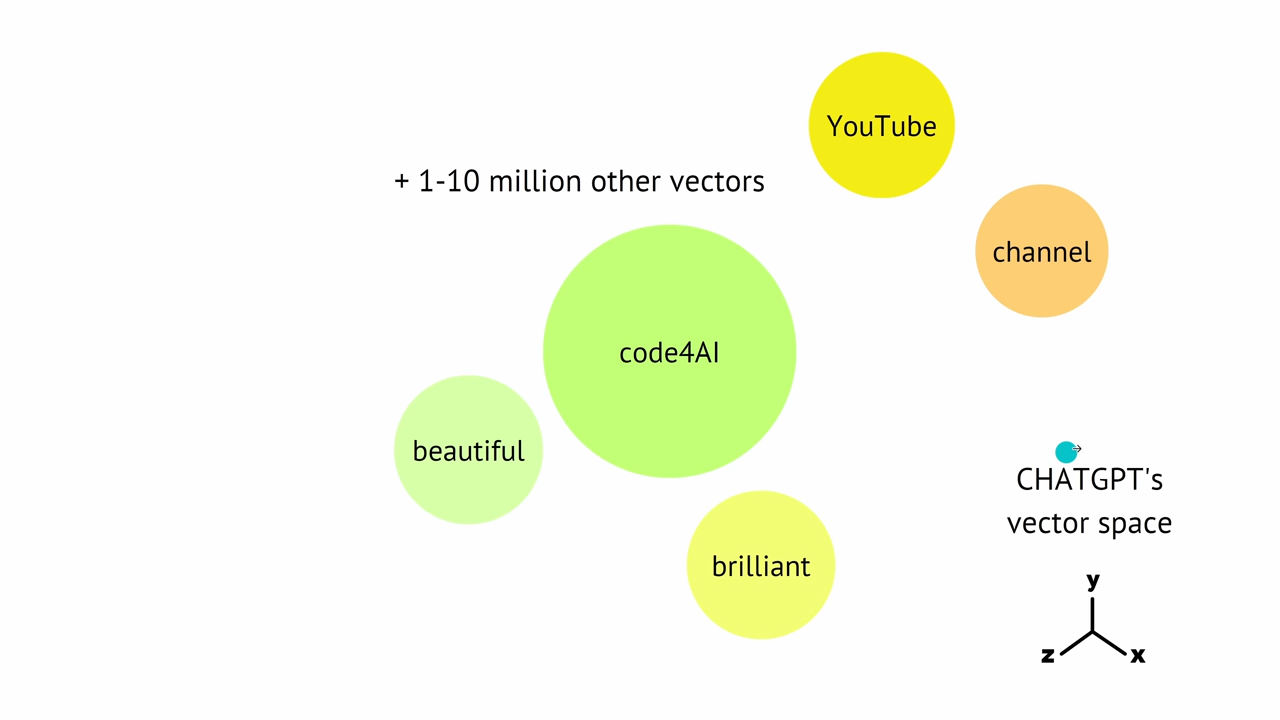 YouTube
+ 1-10 million other vectors
channel
code4AI
beautiful
CHATGPT's
vector space
brilliant
y
z
x